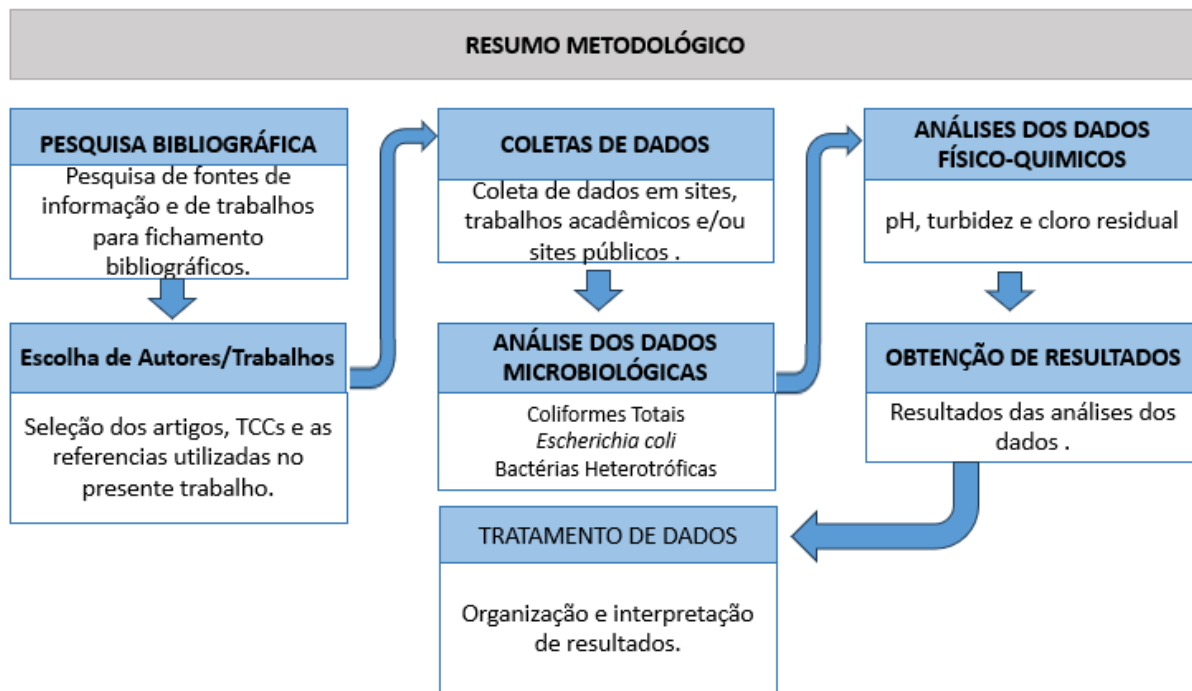 RESUMO METODOLÓGICO
PESQUISA BIBLIOGRÁFICA
Pesquisa de fontes de
informação e de trabalhos
para fichamento
bibliográficos.
Escolha de Autores/Trabalhos
Seleção dos artigos, TCCs e as
referencias utilizadas no
presente trabalho.
COLETAS DE DADOS
Coleta de dados em sites,
trabalhos acadêmicos e/ou
sites públicos .
ANÁLISE DOS DADOS
MICROBIOLÓGICAS
Coliformes Totais
Escherichia coli
Bactérias Heterotróficas
ANÁLISES DOS DADOS
FÍSICO-QUIMICOS
pH, turbidez e cloro residual
OBTENÇÃO DE RESULTADOS
Resultados das análises dos
dados .
TRATAMENTO DE DADOS
Organização e interpretação
de resultados.